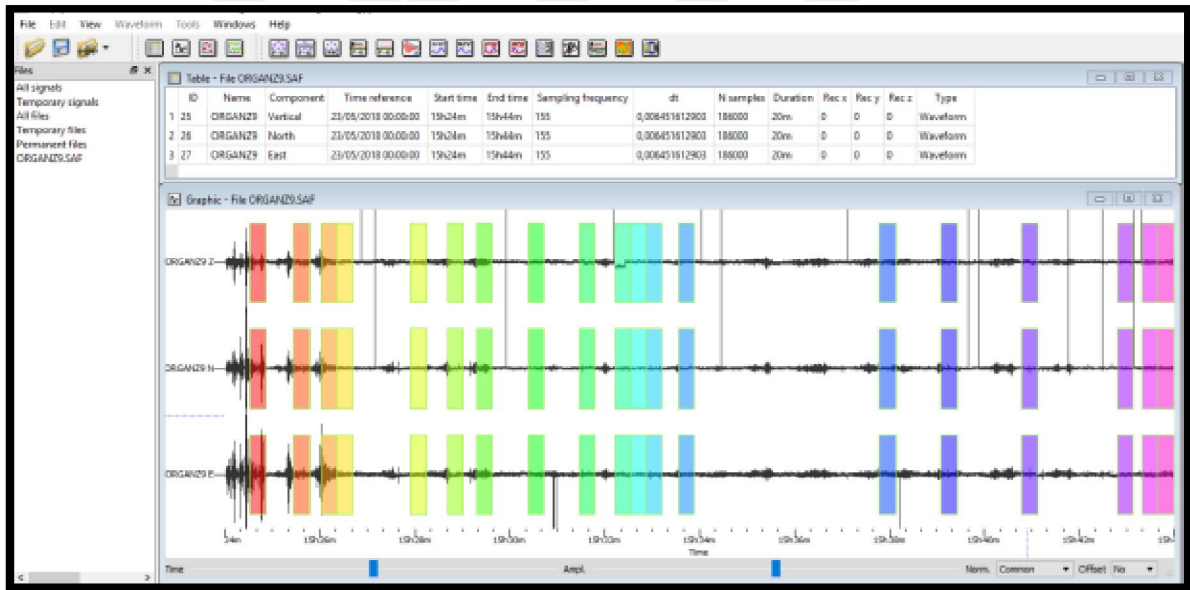 File Edit View Waveform Tools Windows Help
Files
All signals
Temporary signals
All files
Temporary files
Permanent files
ORGANZ9.SAF
Table - File ORGANZ9.SAF
ID Name Component Time reference Start time End time Sampling frequency dt N samples Duration Rec x Rec y Rec z Type
1 25 ORGANZ9 Vertical 23/05/2018 00:00:00 15h24m 15h44m 155 0,006451612903 186000 20m 0 0 0 Waveform
2 26 ORGANZ9 North 23/05/2018 00:00:00 15h24m 15h44m 155 0,006451612903 186000 20m 0 0 0 Waveform
3 27 ORGANZ9 East 23/05/2018 00:00:00 15h24m 15h44m 155 0,006451612903 186000 20m 0 0 0 Waveform
Graphic - File ORGANZ9.SAF
ORGANZ9 Z
ORGANZ9 N
ORGANZ9 E
24m 15h26m 15h28m 15h30m 15h32m 15h34m 15h36m 15h38m 15h40m 15h42m 15h
Time
Time Ampl. Norm. Common Offset No